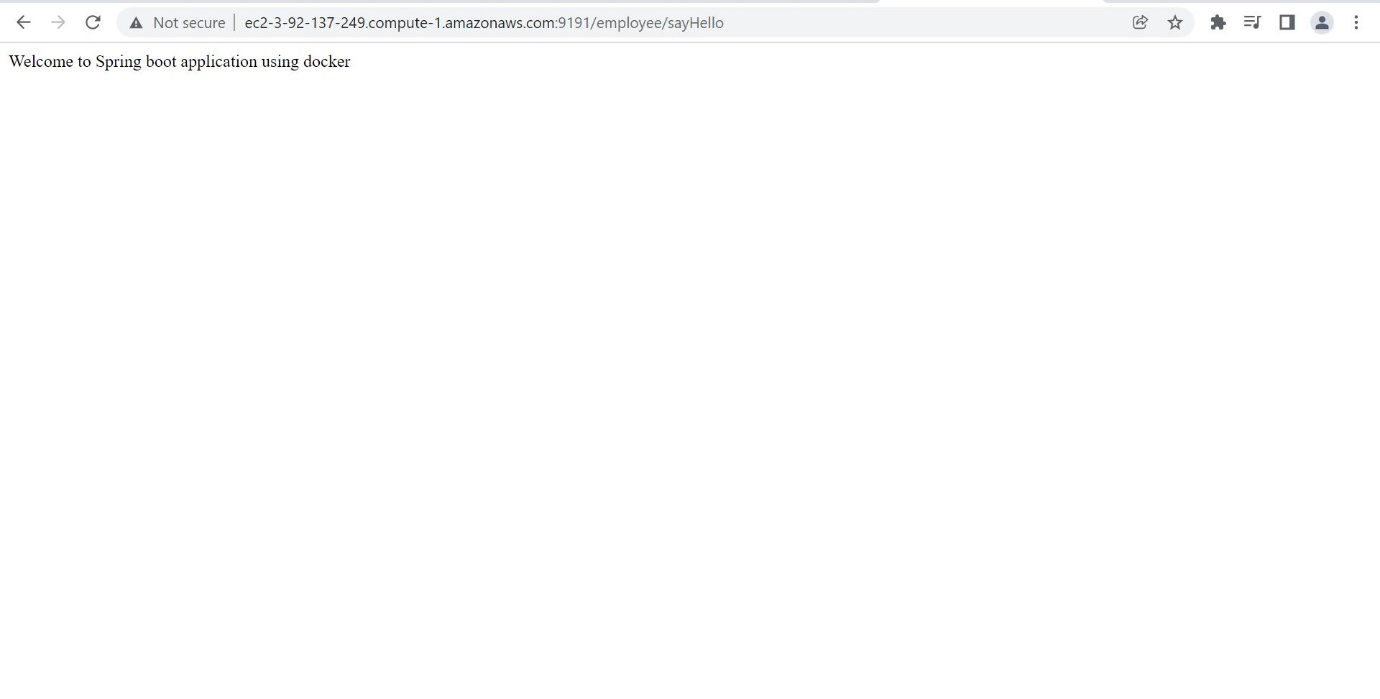 Not secure ec2-3-92-137-249.compute-1.amazonaws.com:9191/employee/sayHello
Welcome to Spring boot application using docker